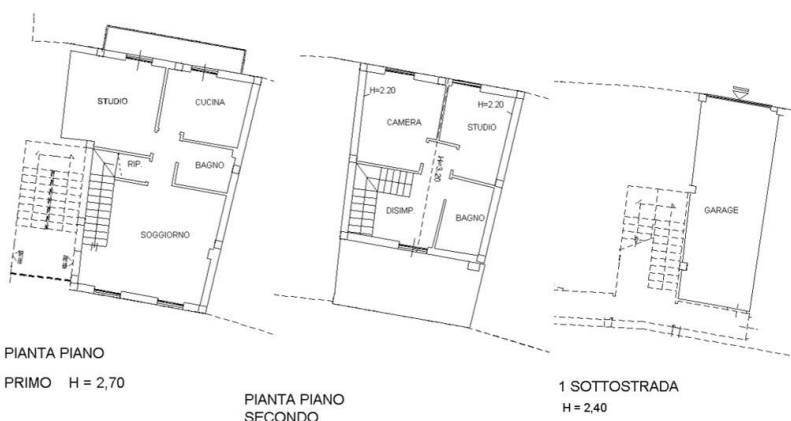 STUDIO
CUCINA
RIP.
BAGNO
SOGGIORNO
PIANTA PIANO
PRIMO H = 2,70
H=2.20
H=2.20
CAMERA
STUDIO
H=3.20
DISIMP.
BAGNO
PIANTA PIANO
SECONDO
GARAGE
1 SOTTOSTRADA
H = 2,40